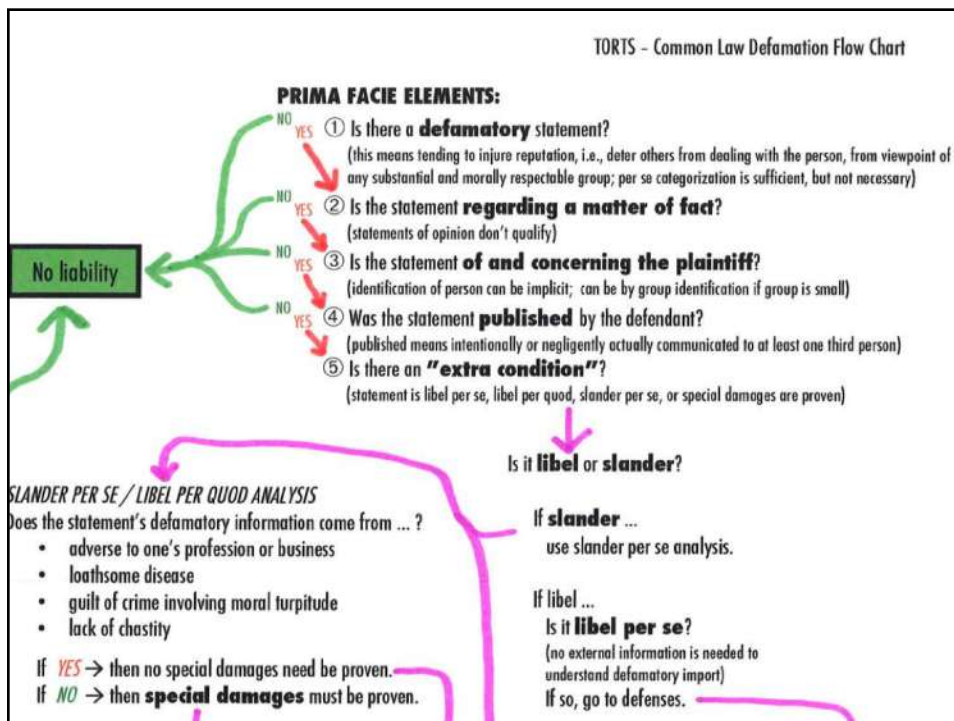 TORTS – Common Law Defamation Flow Chart
PRIMA FACIE ELEMENTS:
NO
YES ① Is there a defamatory statement?
(this means tending to injure reputation, i.e., deter others from dealing with the person, from viewpoint of
any substantial and morally respectable group; per se categorization is sufficient, but not necessary)
NO
YES ② Is the statement regarding a matter of fact?
(statements of opinion don't qualify)
NO
YES ③ Is the statement of and concerning the plaintiff?
(identification of person can be implicit; can be by group identification if group is small)
No liability
NO
YES ④ Was the statement published by the defendant?
(published means intentionally or negligently actually communicated to at least one third person)
⑤ Is there an "extra condition"?
(statement is libel per se, libel per quod, slander per se, or special damages are proven)
Is it libel or slander?
SLANDER PER SE / LIBEL PER QUOD ANALYSIS
Does the statement's defamatory information come from ... ?
• adverse to one's profession or business
• loathsome disease
• guilt of crime involving moral turpitude
• lack of chastity
If YES → then no special damages need be proven.
If NO → then special damages must be proven.
If slander ...
use slander per se analysis.
If libel ...
Is it libel per se?
(no external information is needed to
understand defamatory import)
If so, go to defenses.